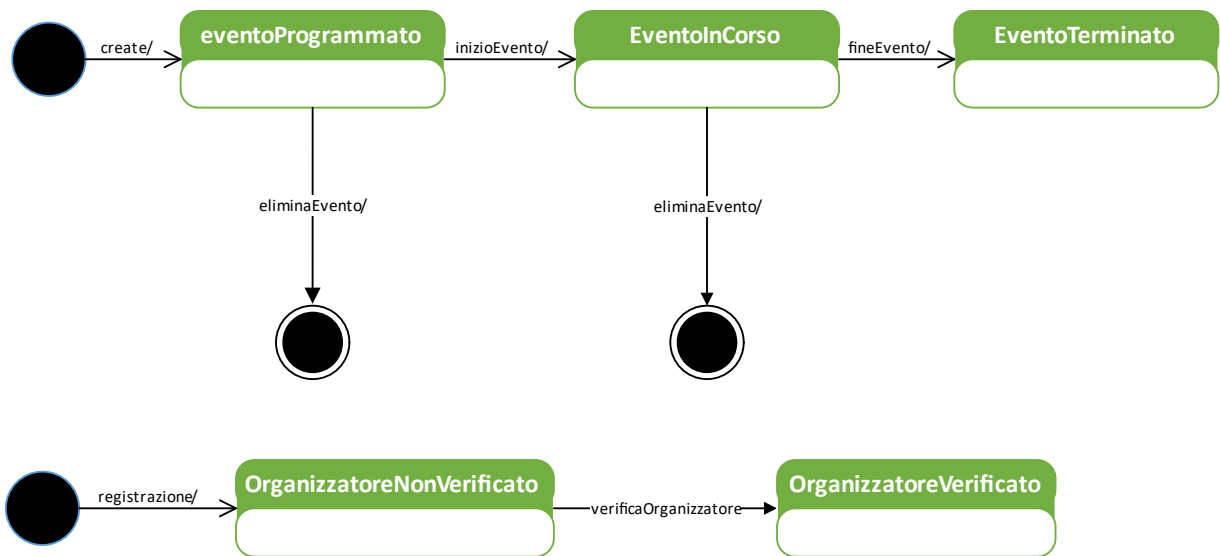 create/
eventoProgrammato
inizioEvento/
EventoInCorso
fineEvento/
EventoTerminato
eliminaEvento/
eliminaEvento/
registrazione/
OrganizzatoreNonVerificato
verificaOrganizzatore
OrganizzatoreVerificato